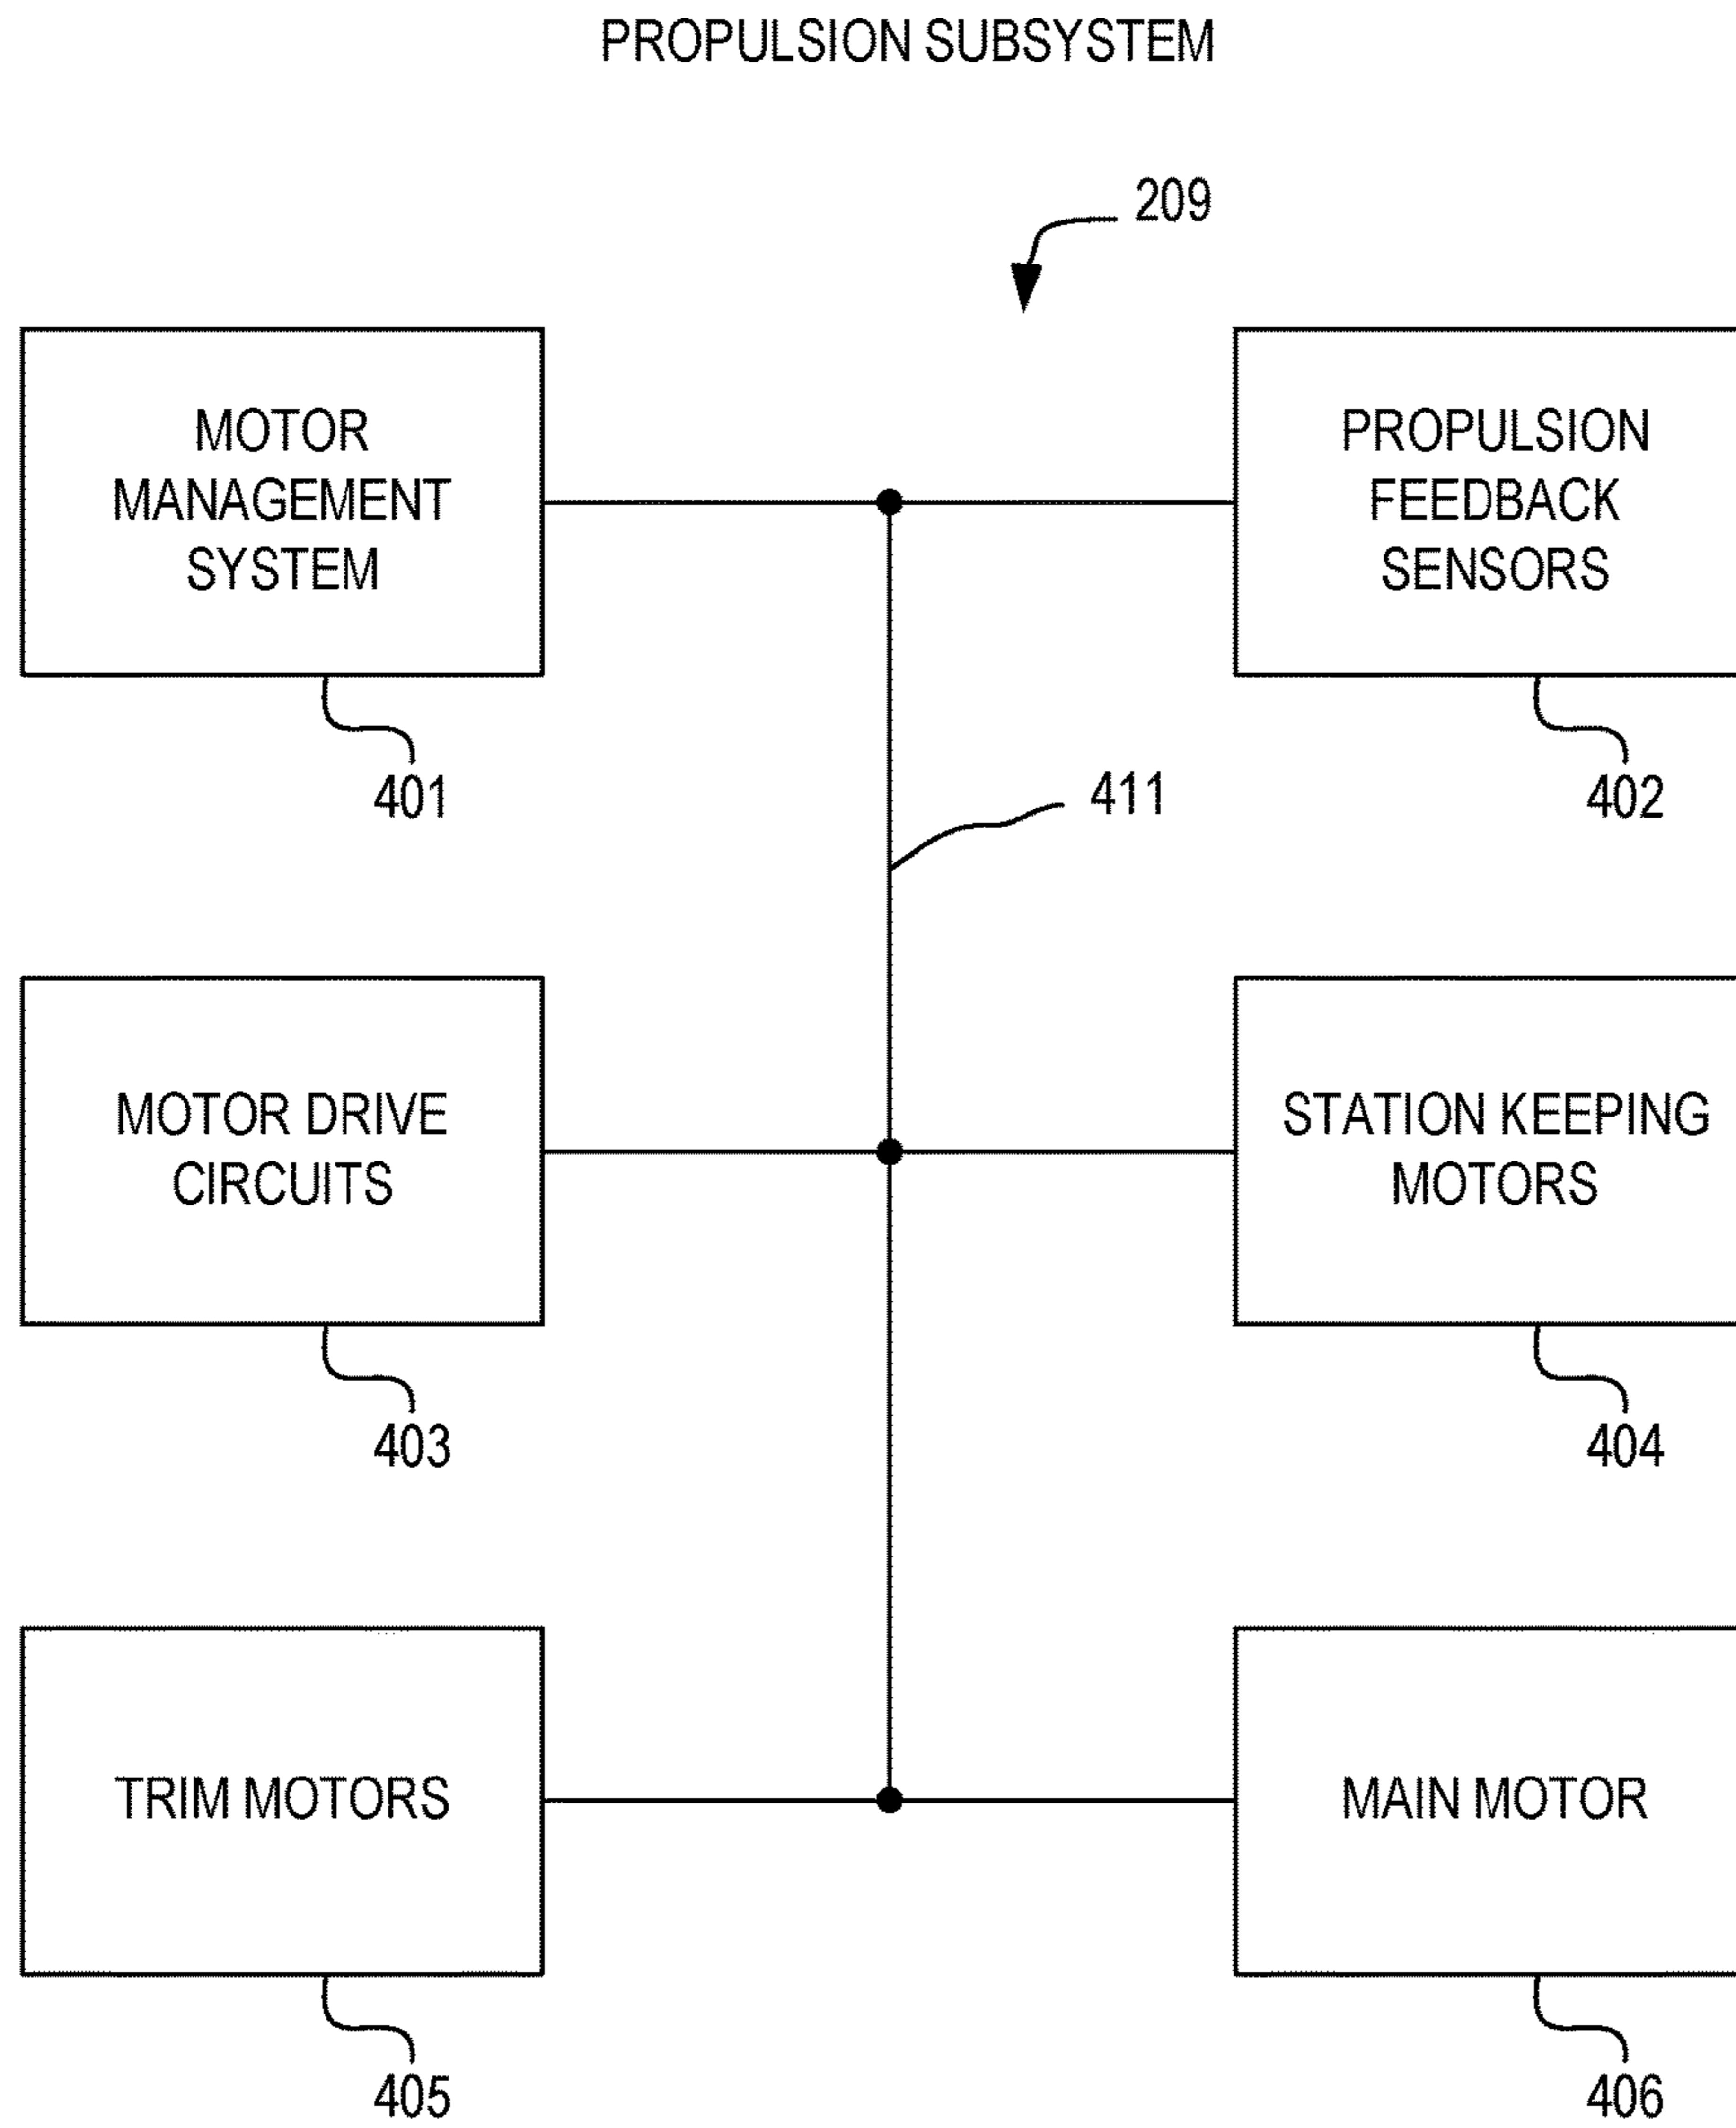 PROPULSION SUBSYSTEM
209
MOTOR
MANAGEMENT
SYSTEM
401
PROPULSION
FEEDBACK
SENSORS
402
411
MOTOR DRIVE
CIRCUITS
403
STATION KEEPING
MOTORS
404
TRIM MOTORS
405
MAIN MOTOR
406